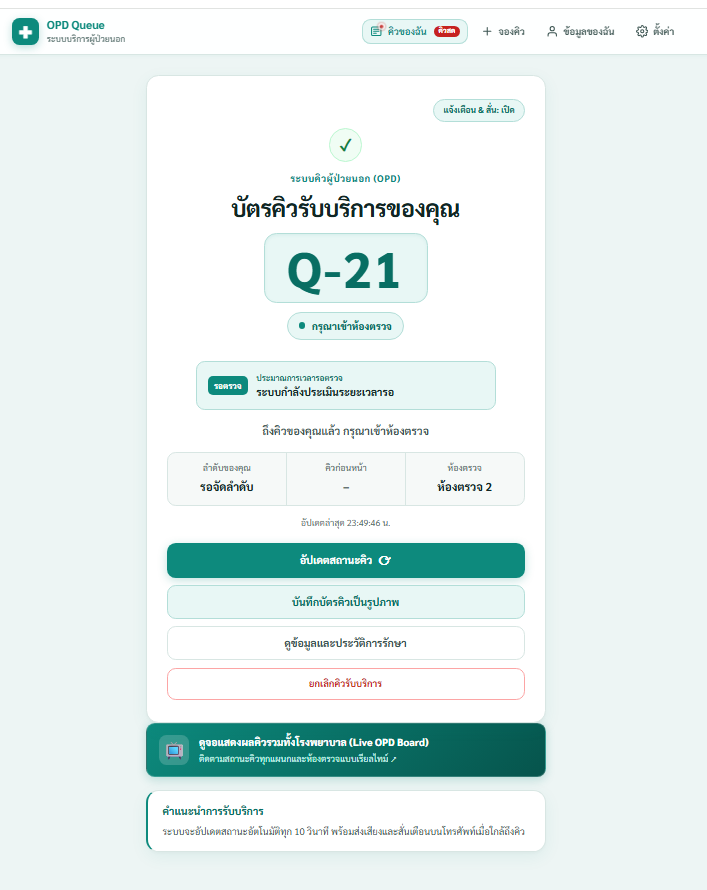 OPD Queue
ระบบบริการผู้ป่วยนอก
คิวของฉัน คิวสด
จองคิว
ข้อมูลของฉัน
ตั้งค่า
แจ้งเตือน & สั่น: เปิด
✓
ระบบคิวผู้ป่วยนอก (OPD)
บัตรคิวรับบริการของคุณ
Q-21
กรุณาเข้าห้องตรวจ
รอตรวจ
ประมาณการเวลารอตรวจ
ระบบกำลังประเมินระยะเวลารอ
ถึงคิวของคุณแล้ว กรุณาเข้าห้องตรวจ
ลำดับของคุณ
รอจัดลำดับ
คิวก่อนหน้า
–
ห้องตรวจ
ห้องตรวจ 2
อัปเดตล่าสุด 23:49:46 น.
อัปเดตสถานะคิว
บันทึกบัตรคิวเป็นรูปภาพ
ดูข้อมูลและประวัติการรักษา
ยกเลิกคิวรับบริการ
ดูจอแสดงผลคิวรวมทั้งโรงพยาบาล (Live OPD Board)
ติดตามสถานะคิวทุกแผนกและห้องตรวจแบบเรียลไทม์ ↗
คำแนะนำการรับบริการ
ระบบจะอัปเดตสถานะอัตโนมัติทุก 10 วินาที พร้อมส่งเสียงและสั่นเตือนบนโทรศัพท์เมื่อใกล้ถึงคิว